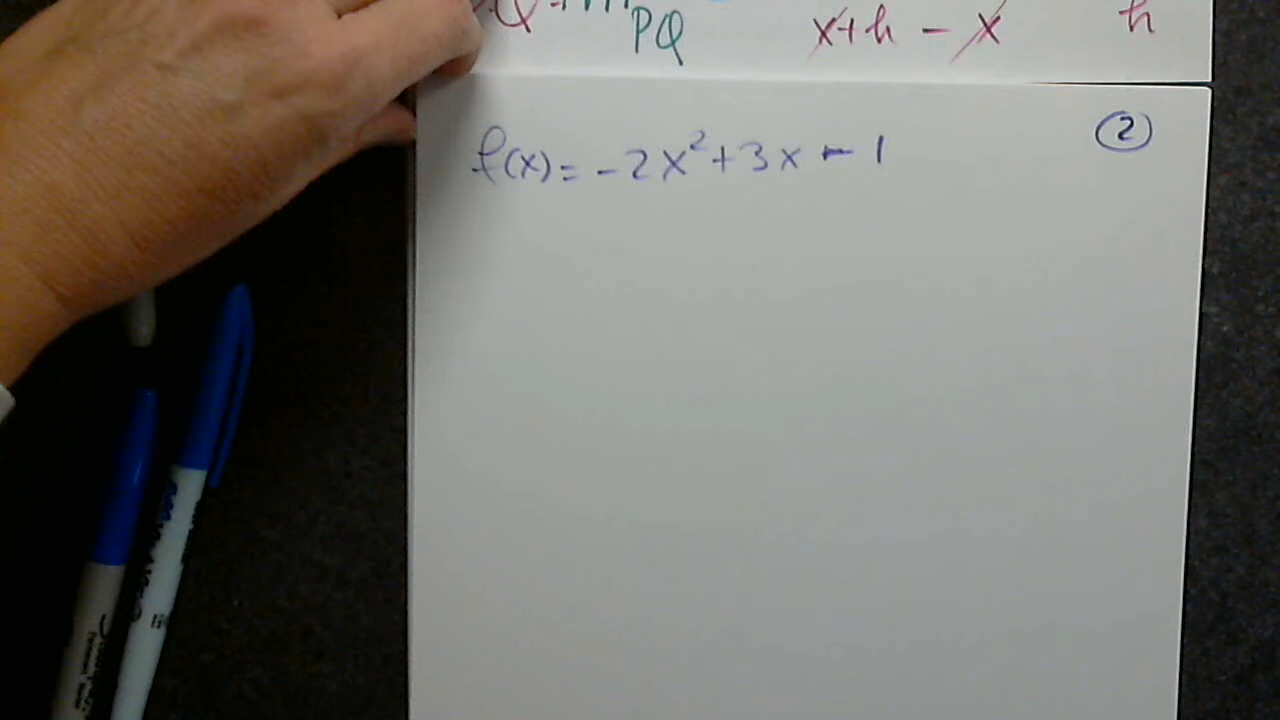 PQ x+h - x h
f(x) = -2x²+3x - 1 2